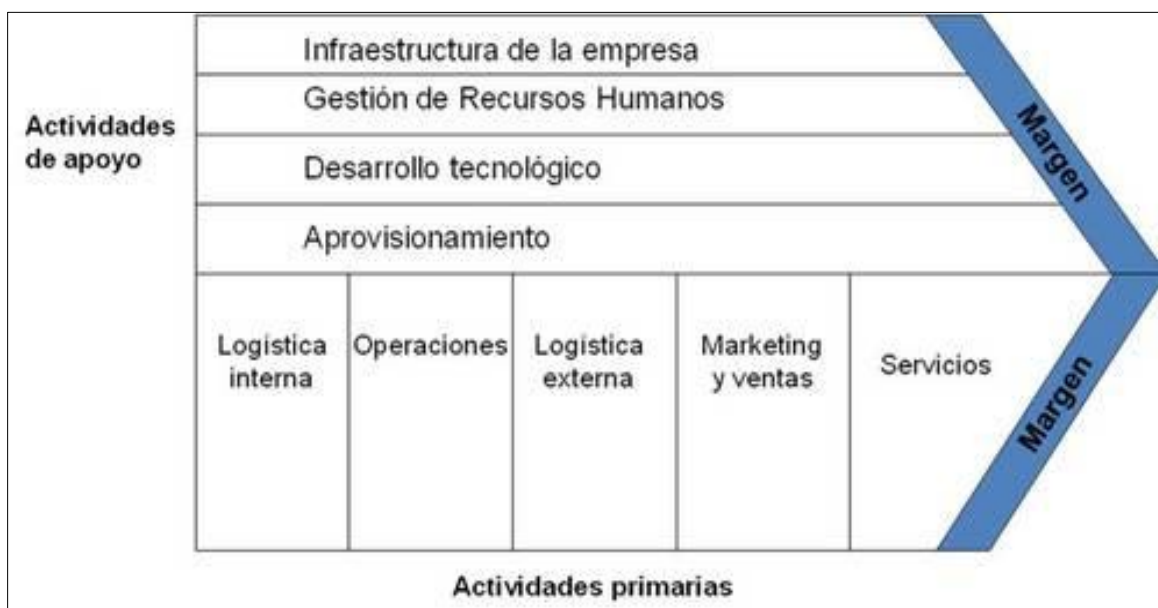 Infraestructura de la empresa
Gestión de Recursos Humanos
Actividades
de apoyo
Desarrollo tecnológico
Aprovisionamiento
Margen
Logística
interna
Operaciones
Logística
externa
Marketing
y ventas
Servicios
Margen
Actividades primarias